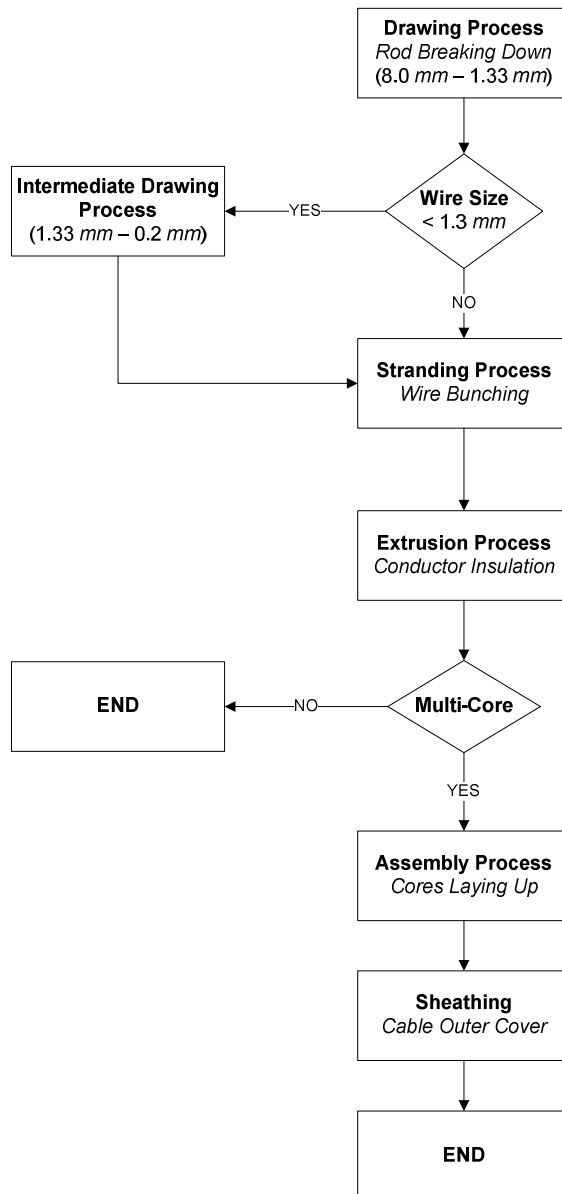 Drawing Process
Rod Breaking Down
(8.0 mm – 1.33 mm)
Wire Size
< 1.3 mm
YES
Intermediate Drawing
Process
(1.33 mm – 0.2 mm)
NO
Stranding Process
Wire Bunching
Extrusion Process
Conductor Insulation
Multi-Core
NO
END
YES
Assembly Process
Cores Laying Up
Sheathing
Cable Outer Cover
END